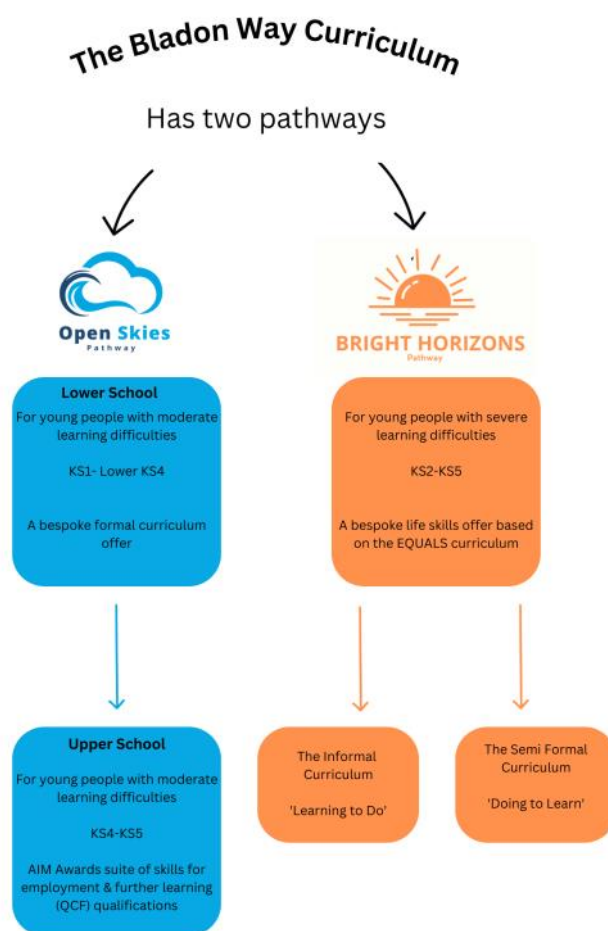 The Bladon Way Curriculum
Has two pathways
Open Skies
Pathway
Lower School
For young people with moderate
learning difficulties
KS1- Lower KS4
A bespoke formal curriculum
offer
Upper School
For young people with moderate
learning difficulties
KS4-KS5
AIM Awards suite of skills for
employment & further learning
(QCF) qualifications
BRIGHT HORIZONS
Pathway
For young people with severe
learning difficulties
KS2-KS5
A bespoke life skills offer based
on the EQUALS curriculum
The Informal
Curriculum
'Learning to Do'
The Semi Formal
Curriculum
'Doing to Learn'